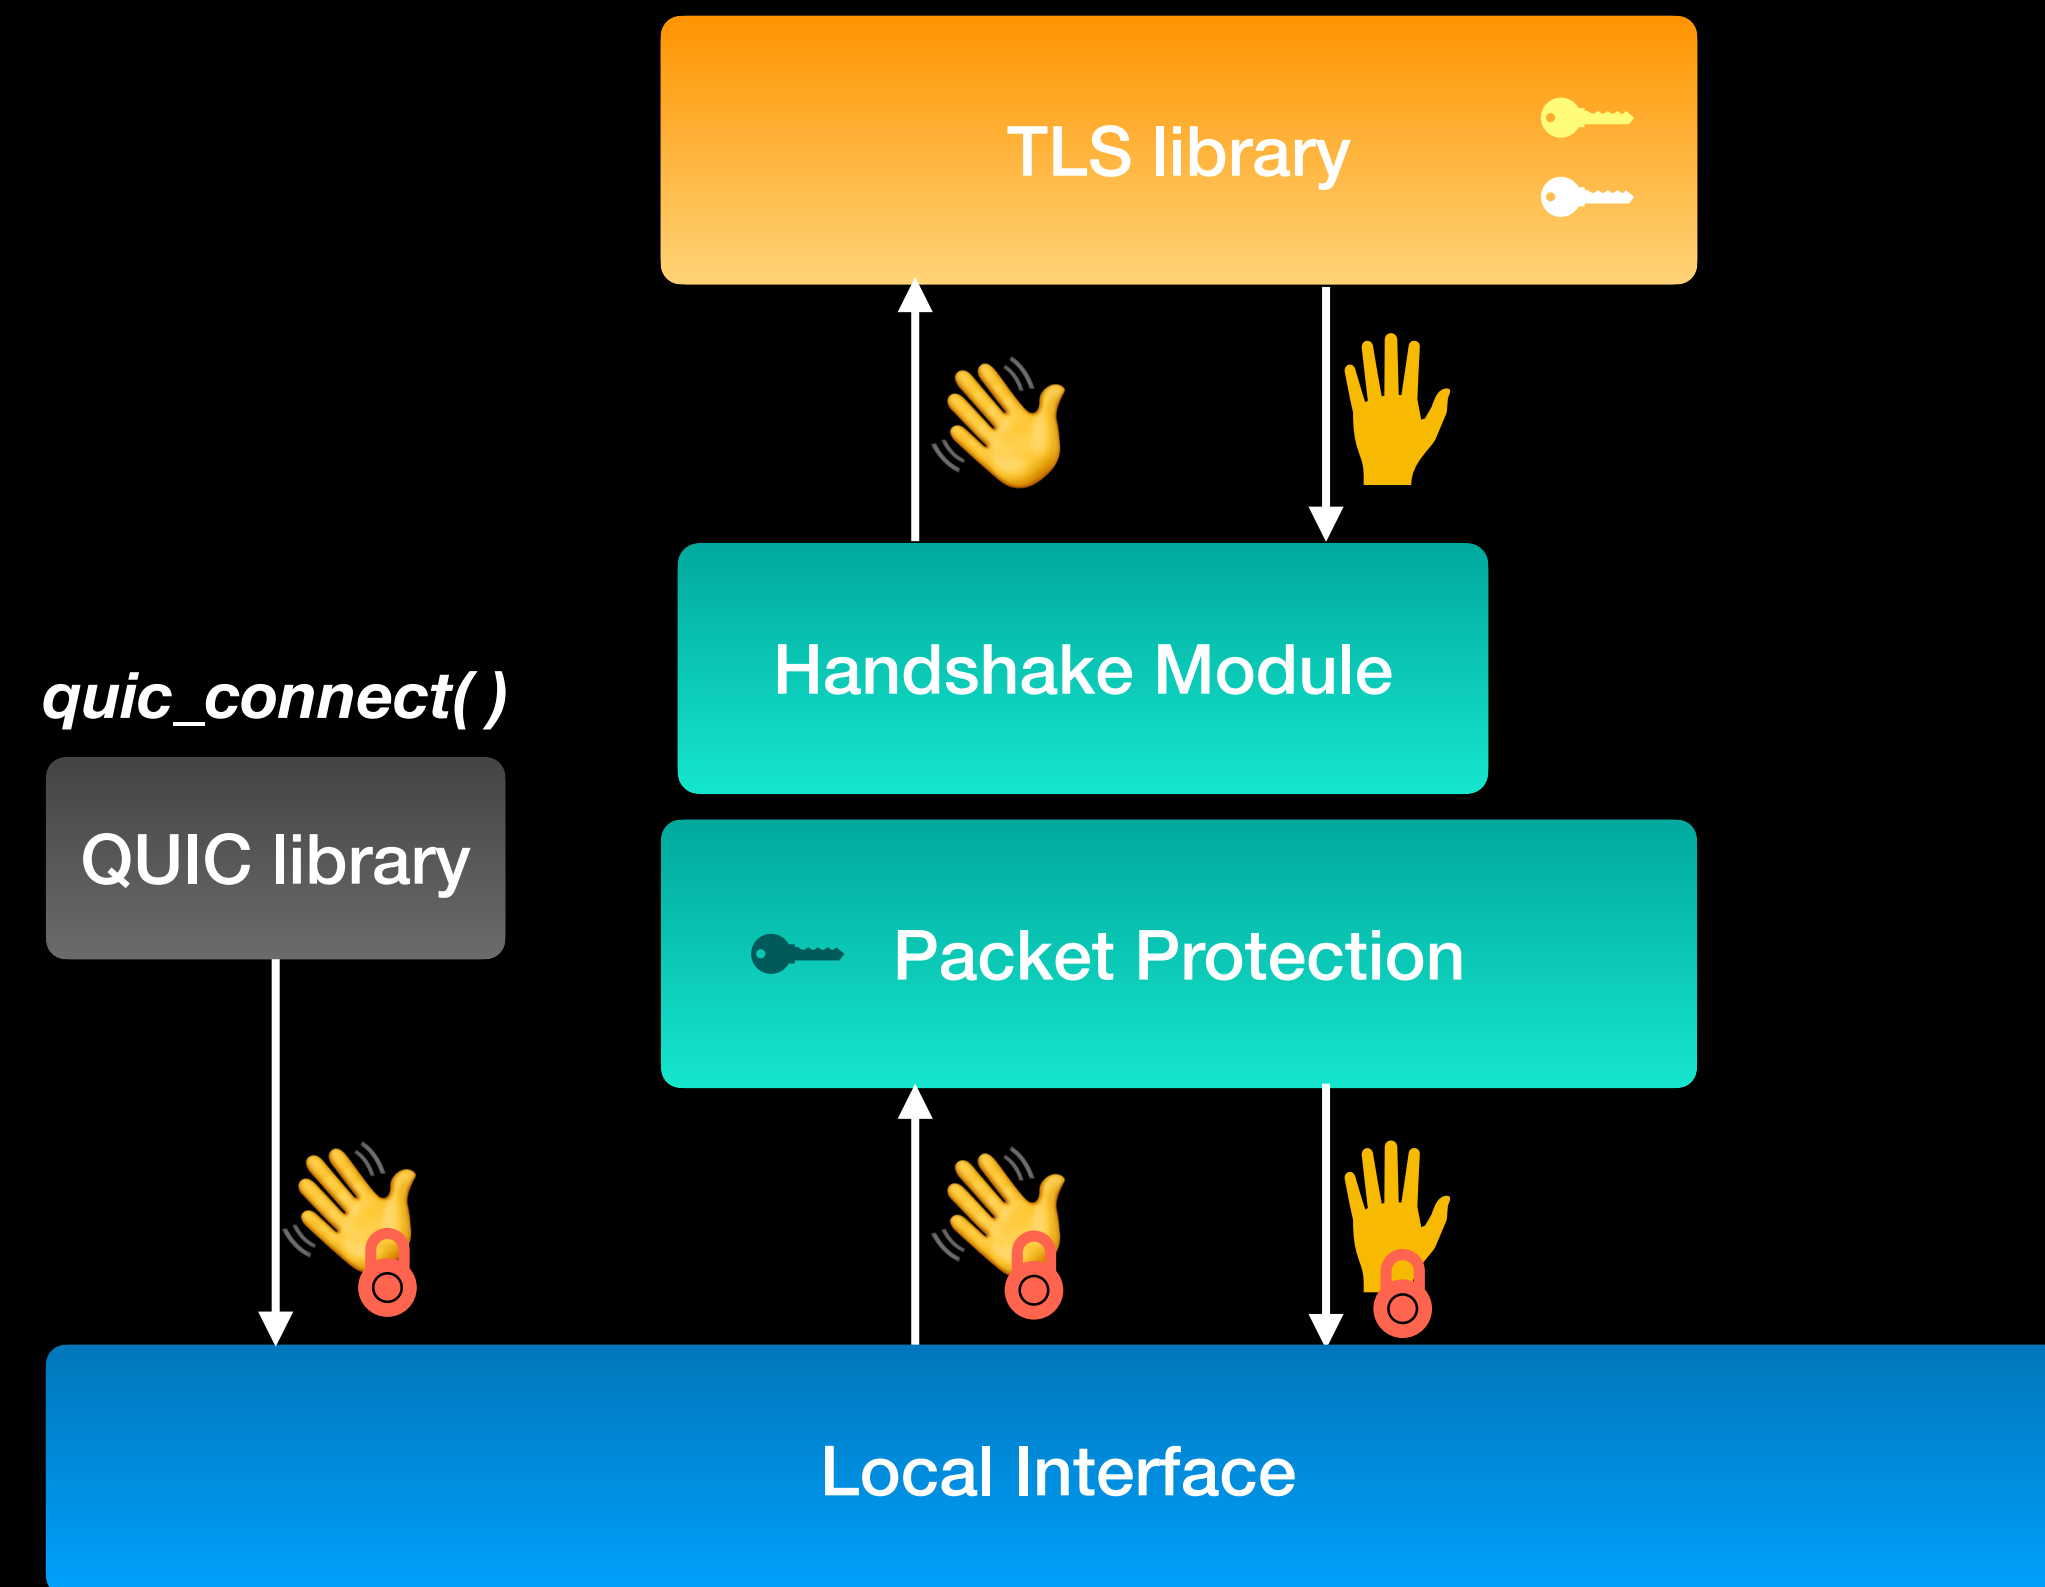 TLS library
Handshake Module
quic_connect( )
QUIC library
Packet Protection
Local Interface